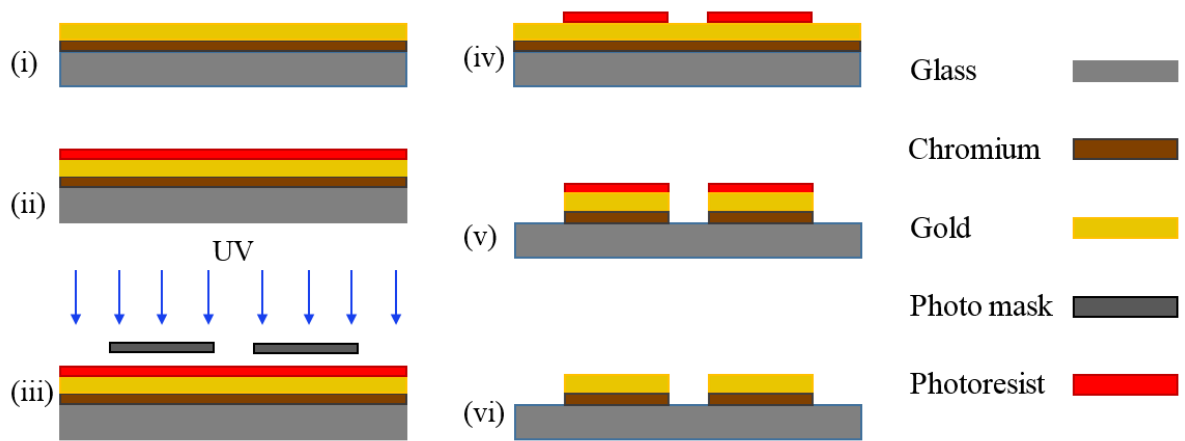 (i)
(ii)
UV
(iii)
(iv)
(v)
(vi)
Glass
Chromium
Gold
Photo mask
Photoresist